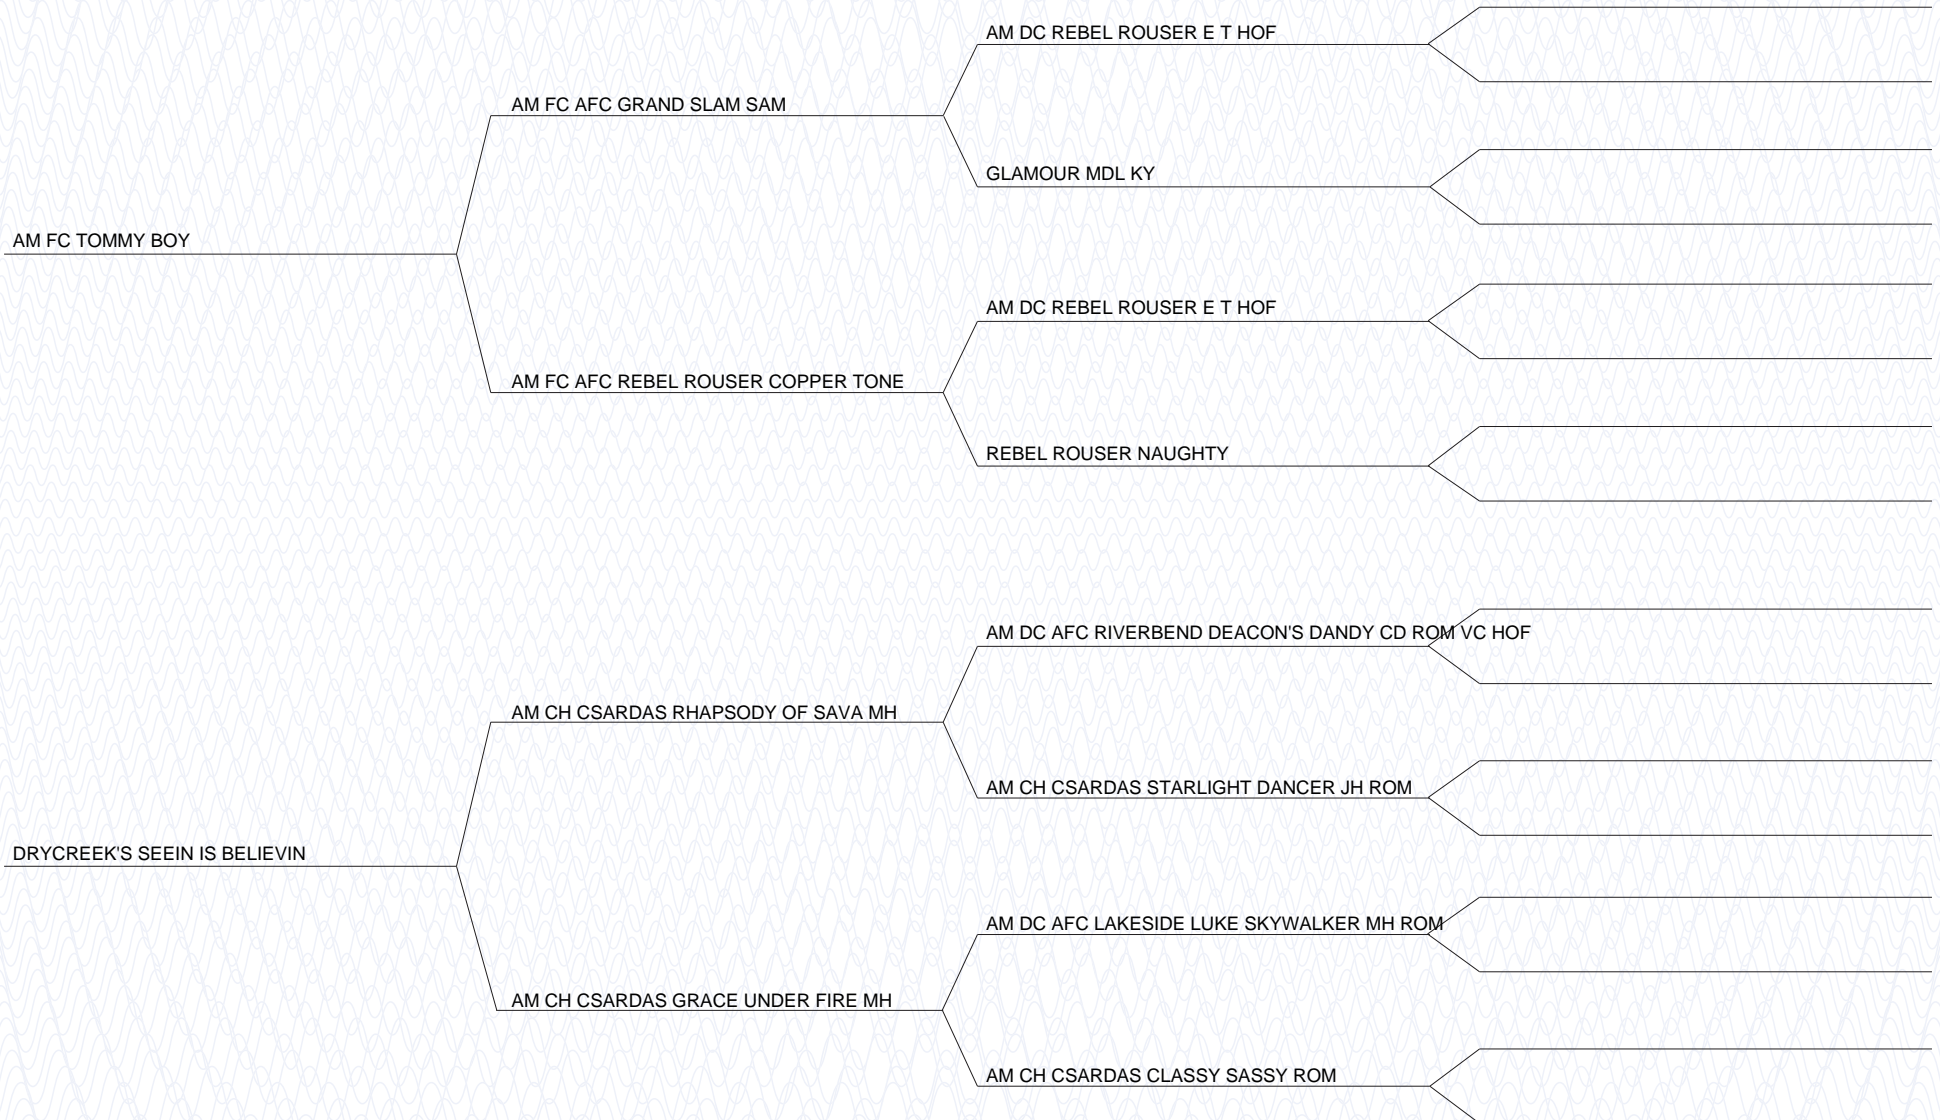 AM DC REBEL ROUSER E T HOF
AM FC AFC GRAND SLAM SAM
GLAMOUR MDL KY
AM FC TOMMY BOY
AM DC REBEL ROUSER E T HOF
AM FC AFC REBEL ROUSER COPPER TONE
REBEL ROUSER NAUGHTY
AM DC AFC RIVERBEND DEACON'S DANDY CD ROM VC HOF
AM CH CSARDAS RHAPSODY OF SAVA MH
AM CH CSARDAS STARLIGHT DANCER JH ROM
DRYCREEK'S SEEIN IS BELIEVIN
AM DC AFC LAKESIDE LUKE SKYWALKER MH ROM
AM CH CSARDAS GRACE UNDER FIRE MH
AM CH CSARDAS CLASSY SASSY ROM